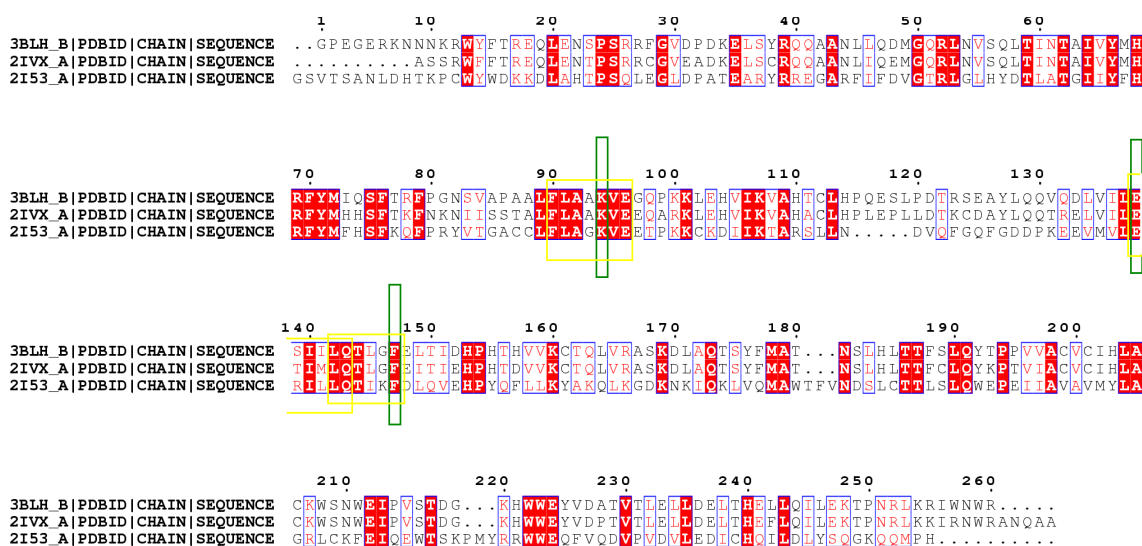 1 10 20 30 40 50 60
3BLH_B|PDBID|CHAIN|SEQUENCE ..GPEGERKNNNKRWYFTREQLENSPSRRFGVDPDKELSYRQQAANLLQDMGQRLNVSQLTINTAIVYMH
2IVX_A|PDBID|CHAIN|SEQUENCE ..........ASSRWFFTREQLENTPSRRCGVEADKELSCRQQAANLIQEMGQRLNVSQLTINTAIVYMH
2I53_A|PDBID|CHAIN|SEQUENCE GSVTSANLDHTKPCWYWDKKDLAHTPSQLEGLDPATEARYRREGARFIFDVGTRLGLHYDTLATGIIYFH
70 80 90 100 110 120 130
3BLH_B|PDBID|CHAIN|SEQUENCE RFYMIQSFTRFPGNSVAPAALFLAAKVEGQPKKLEHVIKVAHTCLHPQESLPDTRSEAYLQQVQDLVILE
2IVX_A|PDBID|CHAIN|SEQUENCE RFYMHHSFTKFNKNIISSTALFLAAKVEEQARKLEHVIKVAHACLHPLEPLLDTKCDAYLQQTRELVILE
2I53_A|PDBID|CHAIN|SEQUENCE RFYMFHSFKQFPRYVTGACCLFLAGKVEETPKKCKDIIKTARSLLN.....DVQFGQFGDDPKEEVMVLE
140 150 160 170 180 190 200
3BLH_B|PDBID|CHAIN|SEQUENCE SIILQTLGFELTIDHPHTHVVKCTQLVRASKDLAQTSYFMAT...NSLHLTTFSLQYTPPVVACVCIHLA
2IVX_A|PDBID|CHAIN|SEQUENCE TIMLQTLGFEITIEHPHTDVVKCTQLVRASKDLAQTSYFMAT...NSLHLTTFCLQYKPTVIACVCIHLA
2I53_A|PDBID|CHAIN|SEQUENCE RILLQTIKFDLQVEHPYQFLLKYAKQLKGDKNKIQKLVQMAWTFVNDSLCTTLSLQWEPEIIAVAVMYLA
210 220 230 240 250 260
3BLH_B|PDBID|CHAIN|SEQUENCE CKWSNWEIPVSTDG...KHWWEYVDATVTLELLDELTHELLQILEKTPNRLKRIWNWR.....
2IVX_A|PDBID|CHAIN|SEQUENCE CKWSNWEIPVSTDG...KHWWEYVDPTVTLELLDELTHEFLQILEKTPNRLKKIRNWRANQAA
2I53_A|PDBID|CHAIN|SEQUENCE GRLCKFEIQEWTSKPMYRRWWEQFVQDVPVDVLEDICHQILDLYSQGKQQMPH..........